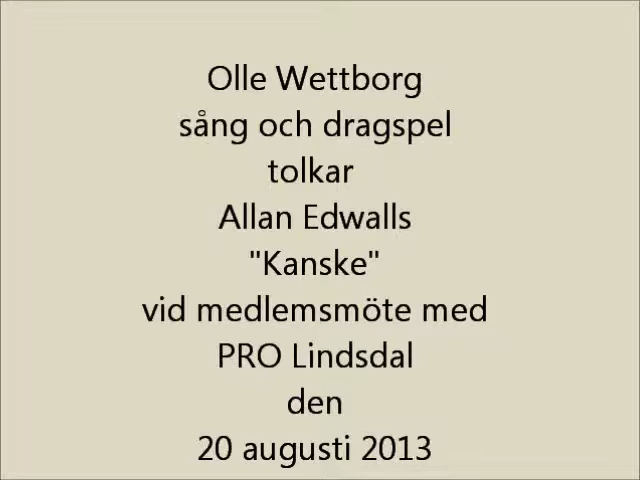 Olle Wettborg
sång och dragspel
tolkar
Allan Edwalls
"Kanske"
vid medlemsmöte med
PRO Lindsdal
den
20 augusti 2013